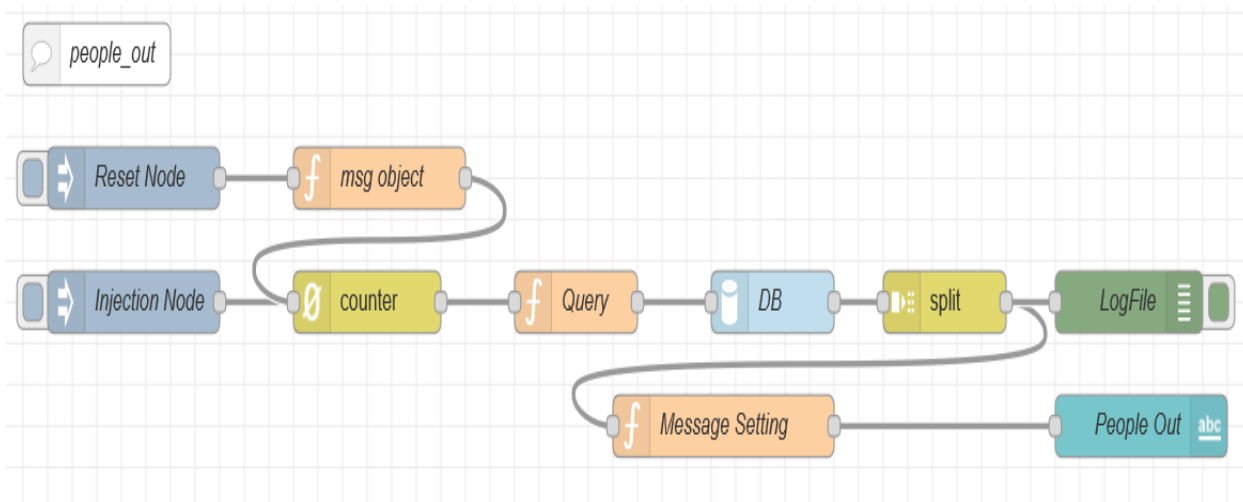 people_out
Reset Node
msg object
Injection Node
counter
Query
DB
split
LogFile
Message Setting
People Out
abc